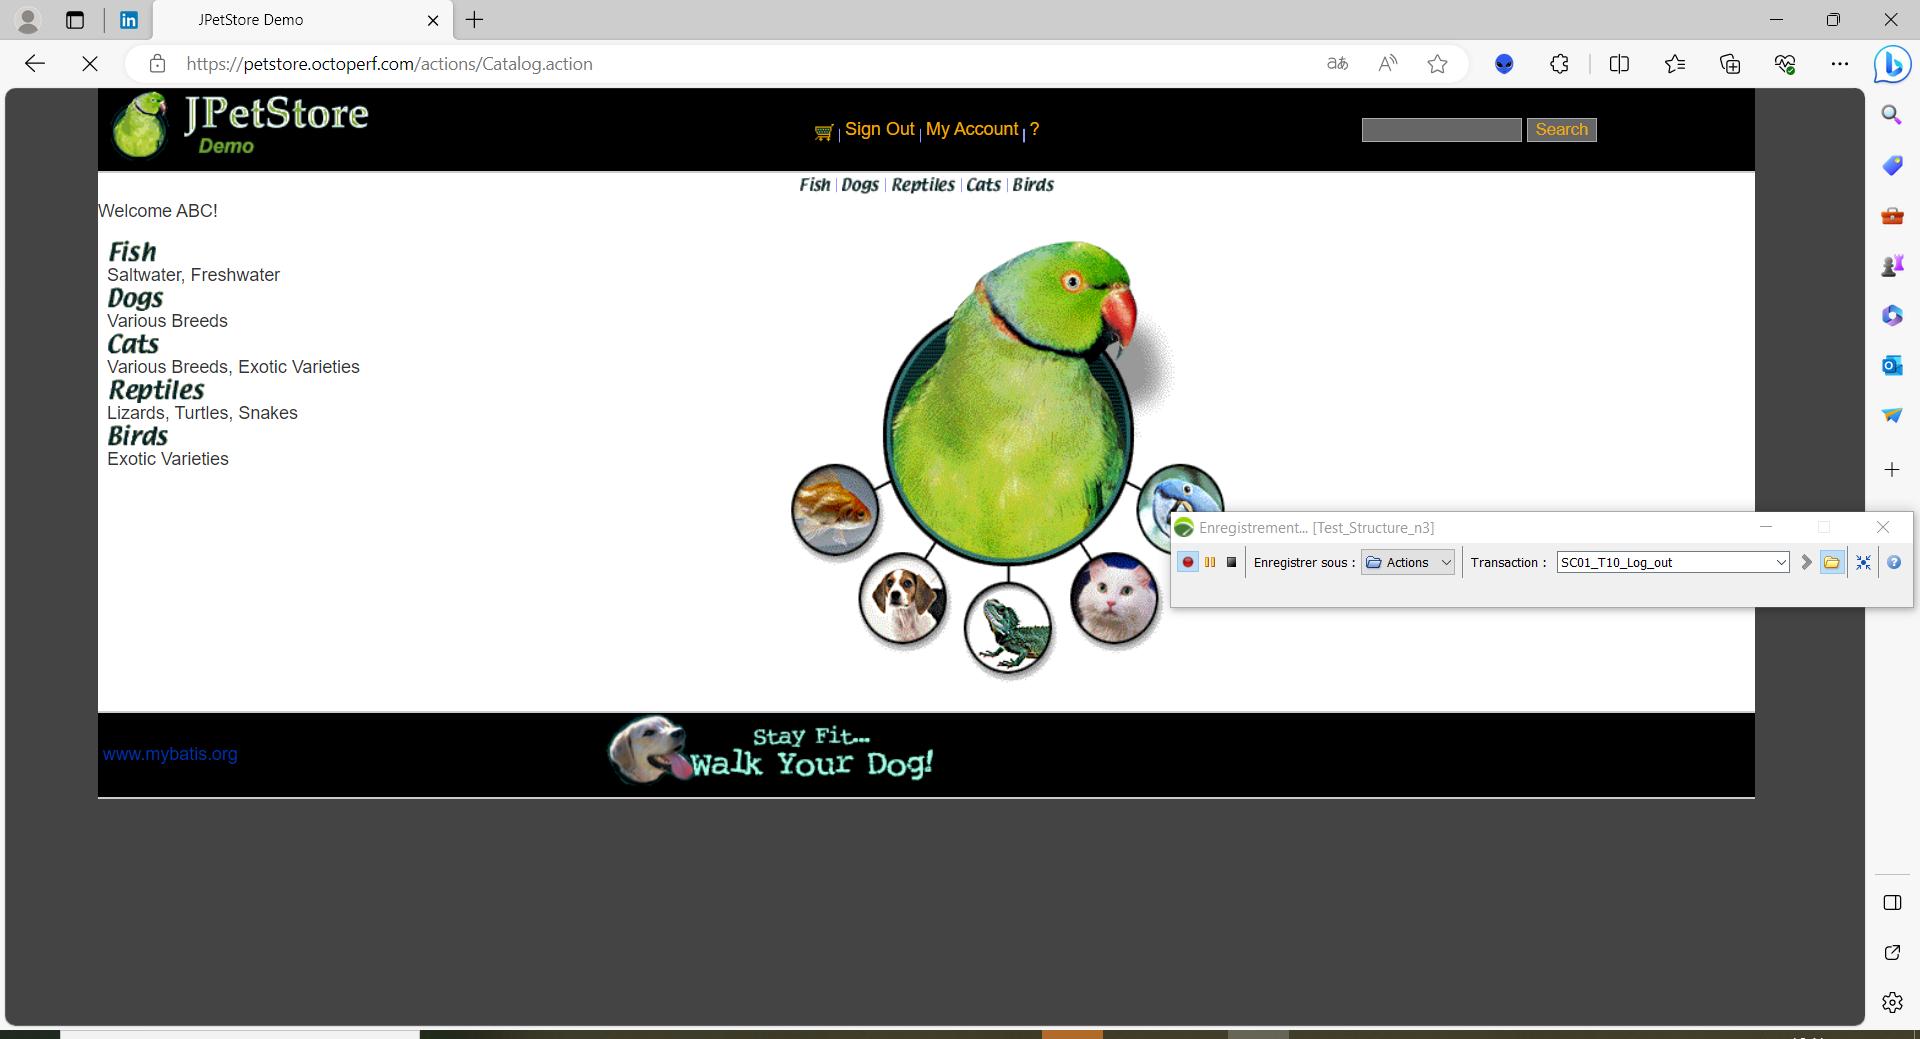 JPetStore Demo
https://petstore.octoperf.com/actions/Catalog.action
JPetStore
Demo
Sign Out | My Account | ?
Search
Fish | Dogs | Reptiles | Cats | Birds
Welcome ABC!
Fish
Saltwater, Freshwater
Dogs
Various Breeds
Cats
Various Breeds, Exotic Varieties
Reptiles
Lizards, Turtles, Snakes
Birds
Exotic Varieties
Enregistrement... [Test_Structure_n3]
Enregistrer sous : Actions Transaction : SC01_T10_Log_out
www.mybatis.org
Stay Fit...
Walk Your Dog!